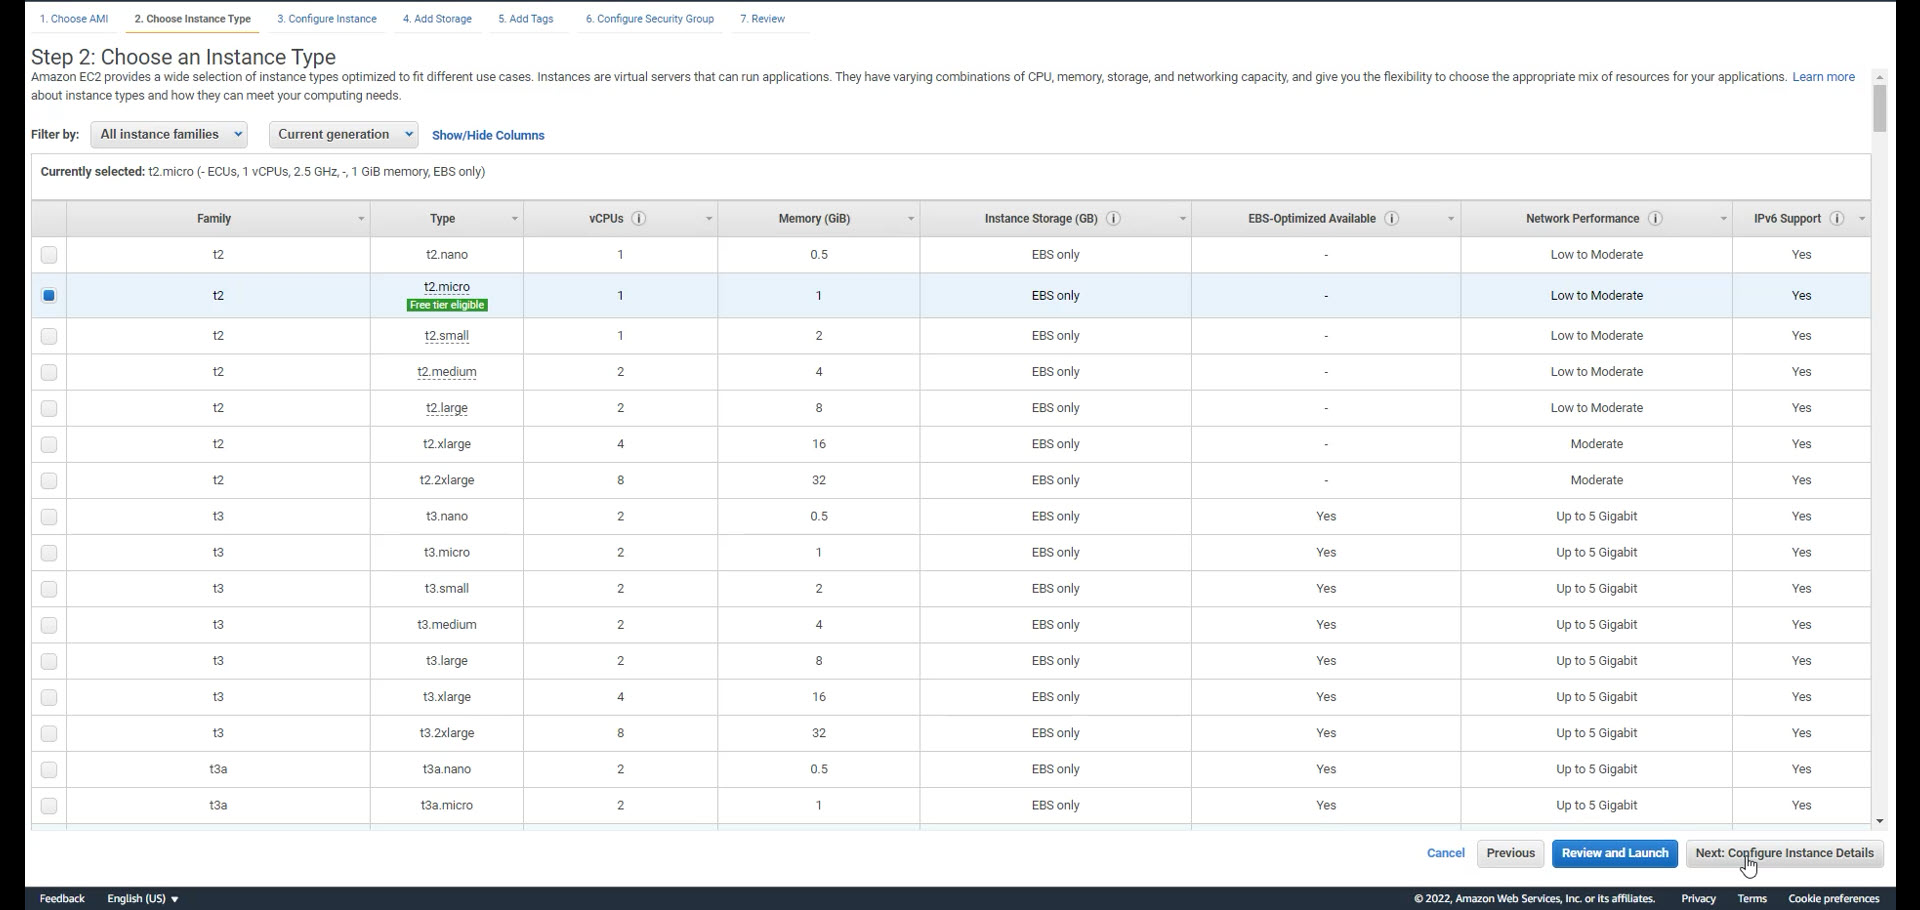 1. Choose AMI 2. Choose Instance Type 3. Configure Instance 4. Add Storage 5. Add Tags 6. Configure Security Group 7. Review
Step 2: Choose an Instance Type
Amazon EC2 provides a wide selection of instance types optimized to fit different use cases. Instances are virtual servers that can run applications. They have varying combinations of CPU, memory, storage, and networking capacity, and give you the flexibility to choose the appropriate mix of resources for your applications. Learn more
about instance types and how they can meet your computing needs.
Filter by: All instance families Current generation Show/Hide Columns
Currently selected: t2.micro (- ECUs, 1 vCPUs, 2.5 GHz, -, 1 GiB memory, EBS only)
Family Type vCPUs i Memory (GiB) Instance Storage (GB) i EBS-Optimized Available i Network Performance i IPv6 Support i
t2 t2.nano 1 0.5 EBS only - Low to Moderate Yes
t2 t2.micro 1 1 EBS only - Low to Moderate Yes
Free tier eligible
t2 t2.small 1 2 EBS only - Low to Moderate Yes
t2 t2.medium 2 4 EBS only - Low to Moderate Yes
t2 t2.large 2 8 EBS only - Low to Moderate Yes
t2 t2.xlarge 4 16 EBS only - Moderate Yes
t2 t2.2xlarge 8 32 EBS only - Moderate Yes
t3 t3.nano 2 0.5 EBS only Yes Up to 5 Gigabit Yes
t3 t3.micro 2 1 EBS only Yes Up to 5 Gigabit Yes
t3 t3.small 2 2 EBS only Yes Up to 5 Gigabit Yes
t3 t3.medium 2 4 EBS only Yes Up to 5 Gigabit Yes
t3 t3.large 2 8 EBS only Yes Up to 5 Gigabit Yes
t3 t3.xlarge 4 16 EBS only Yes Up to 5 Gigabit Yes
t3 t3.2xlarge 8 32 EBS only Yes Up to 5 Gigabit Yes
t3a t3a.nano 2 0.5 EBS only Yes Up to 5 Gigabit Yes
t3a t3a.micro 2 1 EBS only Yes Up to 5 Gigabit Yes
Cancel Previous Review and Launch Next: Configure Instance Details
Feedback English (US) © 2022, Amazon Web Services, Inc. or its affiliates. Privacy Terms Cookie preferences